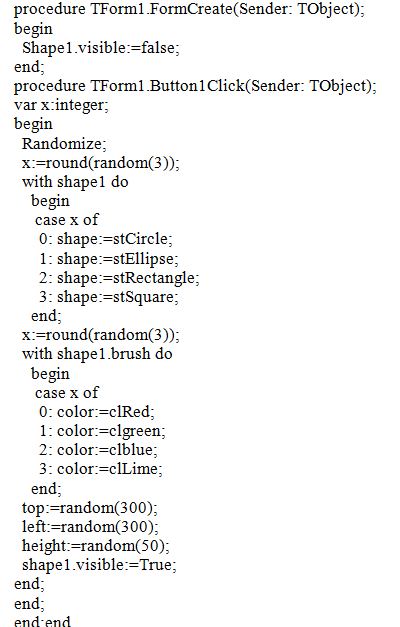 procedure TForm1.FormCreate(Sender: TObject);
begin
Shape1.visible:=false;
end;
procedure TForm1.Button1Click(Sender: TObject);
var x:integer;
begin
Randomize;
x:=round(random(3));
with shape1 do
begin
case x of
0: shape:=stCircle;
1: shape:=stEllipse;
2: shape:=stRectangle;
3: shape:=stSquare;
end;
x:=round(random(3));
with shape1.brush do
begin
case x of
0: color:=clRed;
1: color:=clgreen;
2: color:=clblue;
3: color:=clLime;
end;
top:=random(300);
left:=random(300);
height:=random(50);
shape1.visible:=True;
end;
end;
end;end